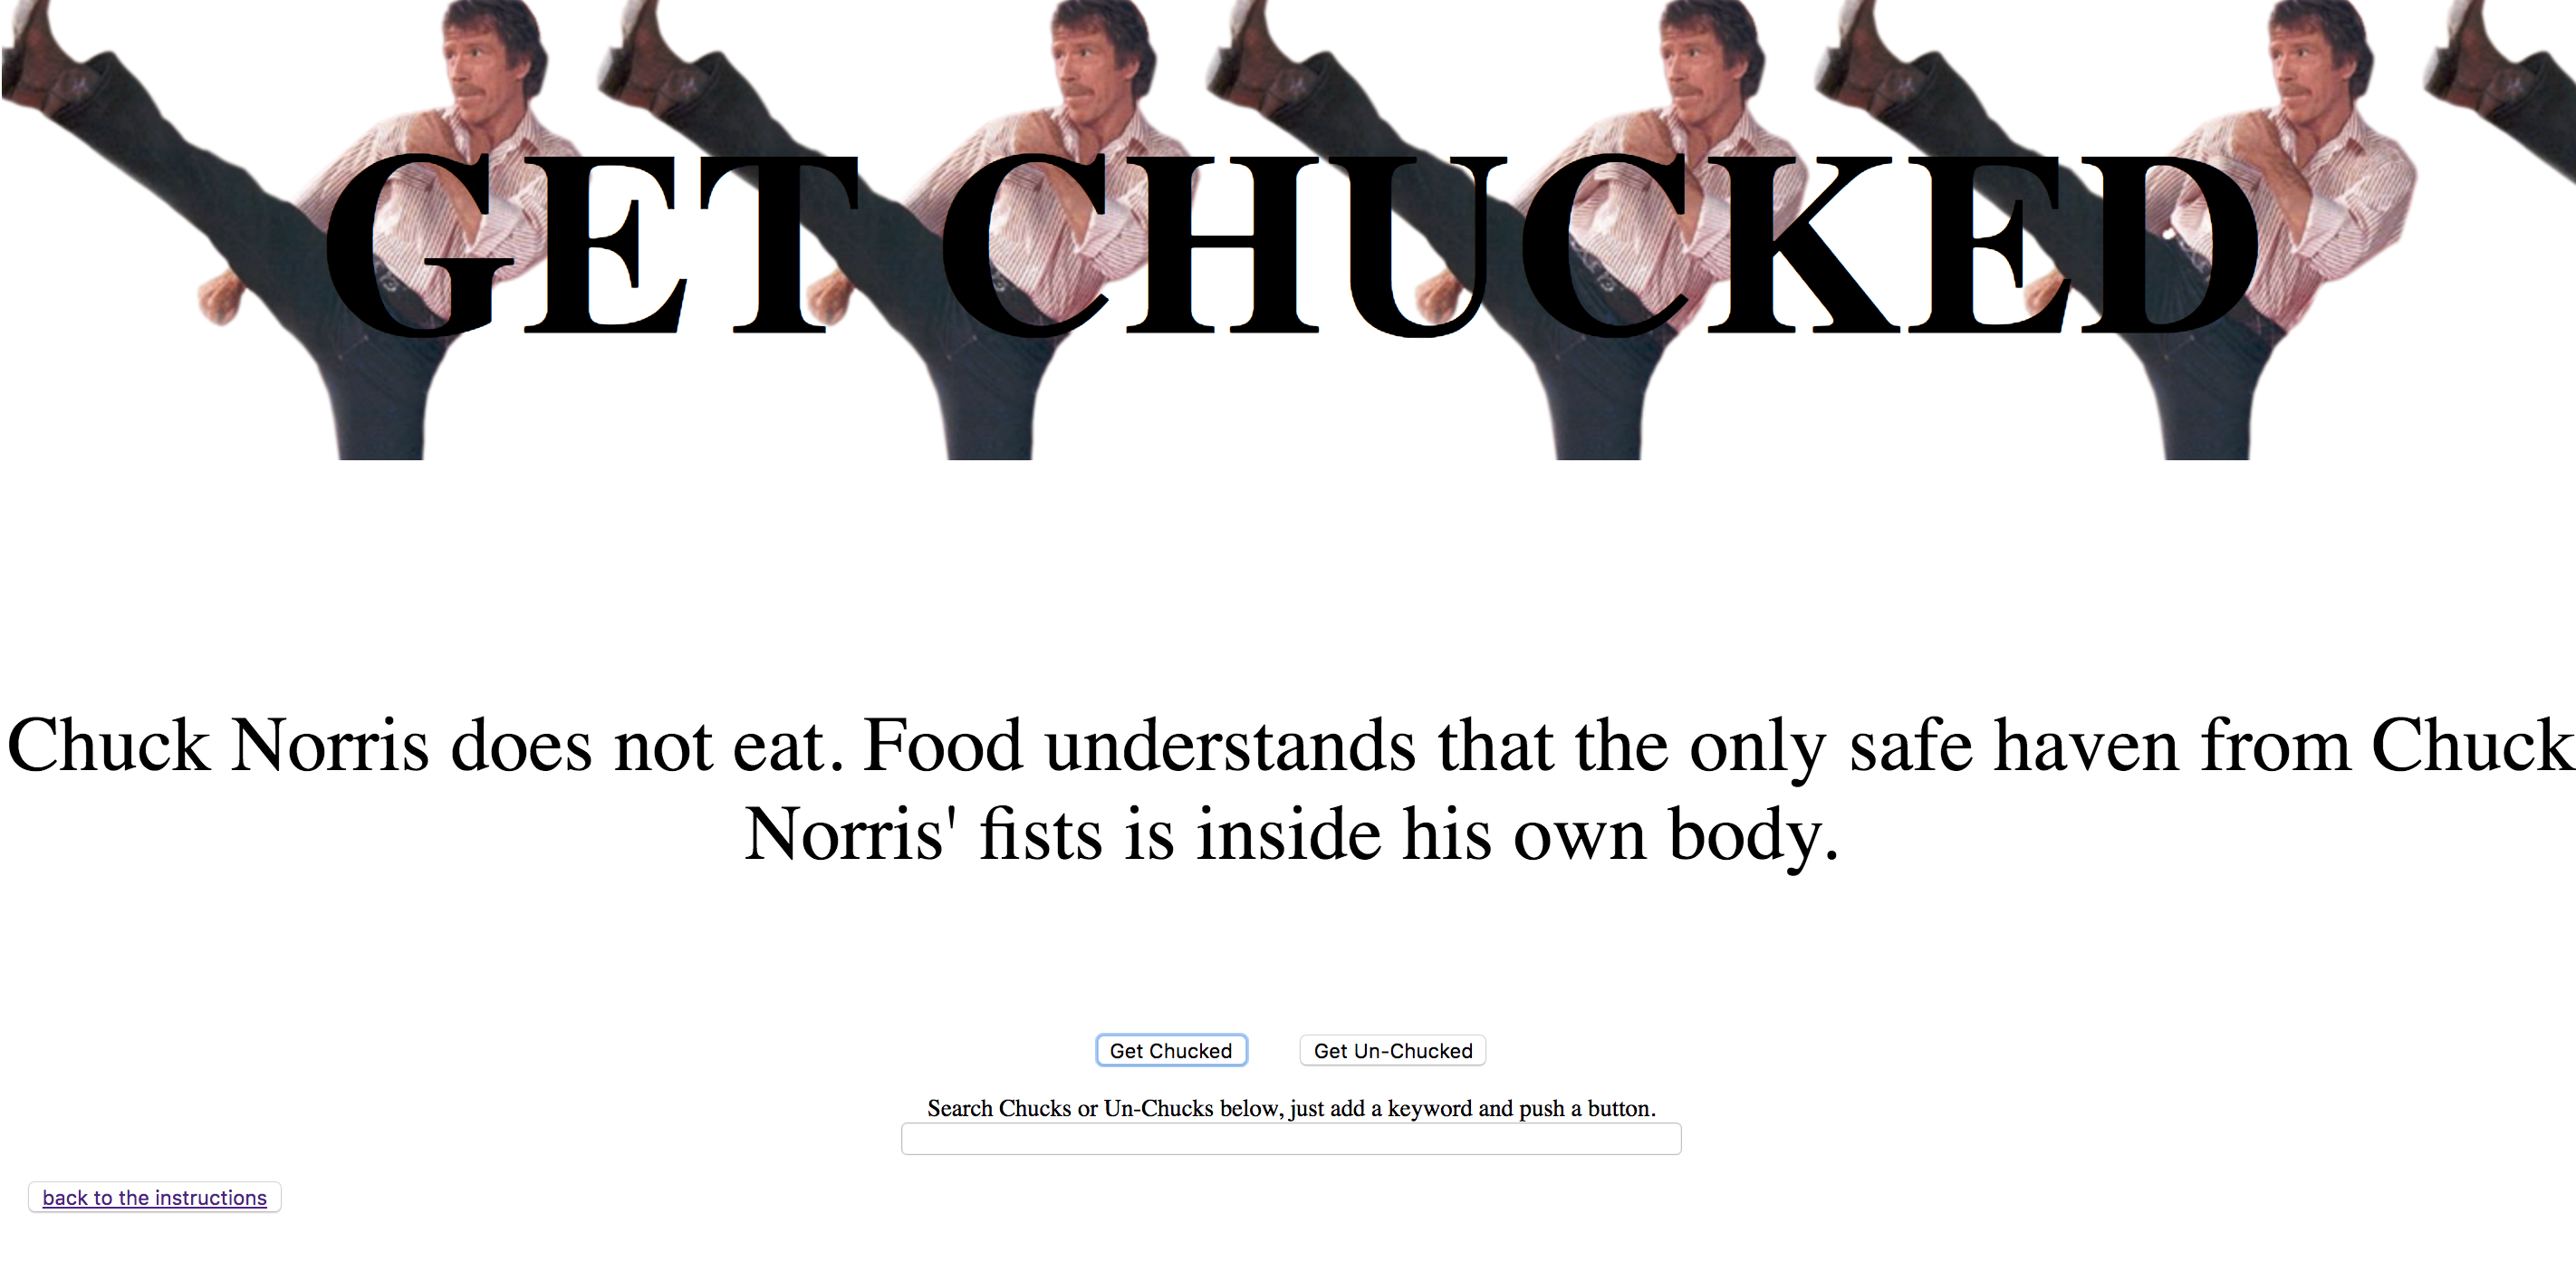 GET CHUCKED
Chuck Norris does not eat. Food understands that the only safe haven from Chuck
Norris' fists is inside his own body.
Get Chucked
Get Un-Chucked
Search Chucks or Un-Chucks below, just add a keyword and push a button.
back to the instructions